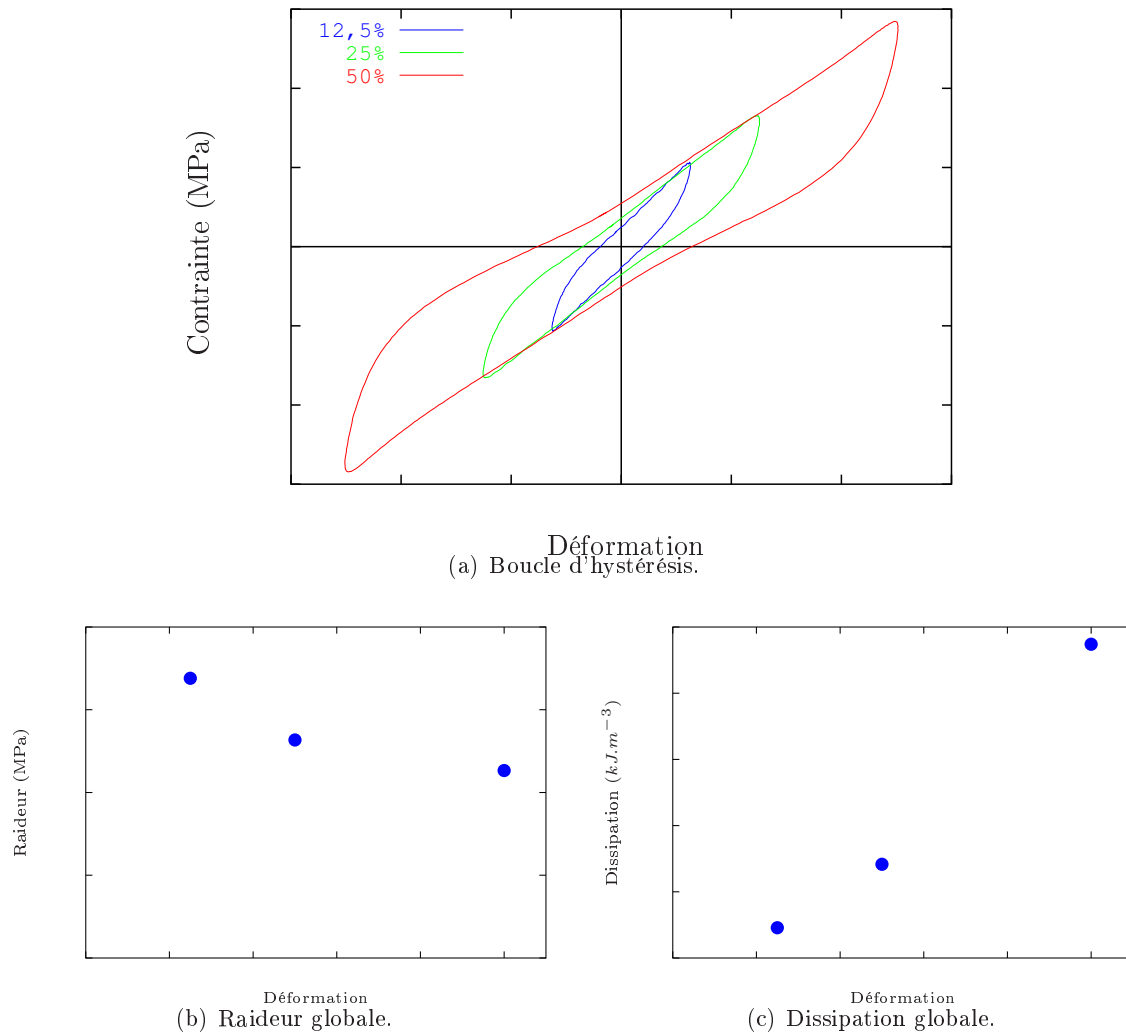 12,5%
25%
50%
Contrainte (MPa)
Déformation
(a) Boucle d'hystérésis.
Raideur (MPa)
Déformation
(b) Raideur globale.
Dissipation (kJ.m⁻³)
Déformation
(c) Dissipation globale.